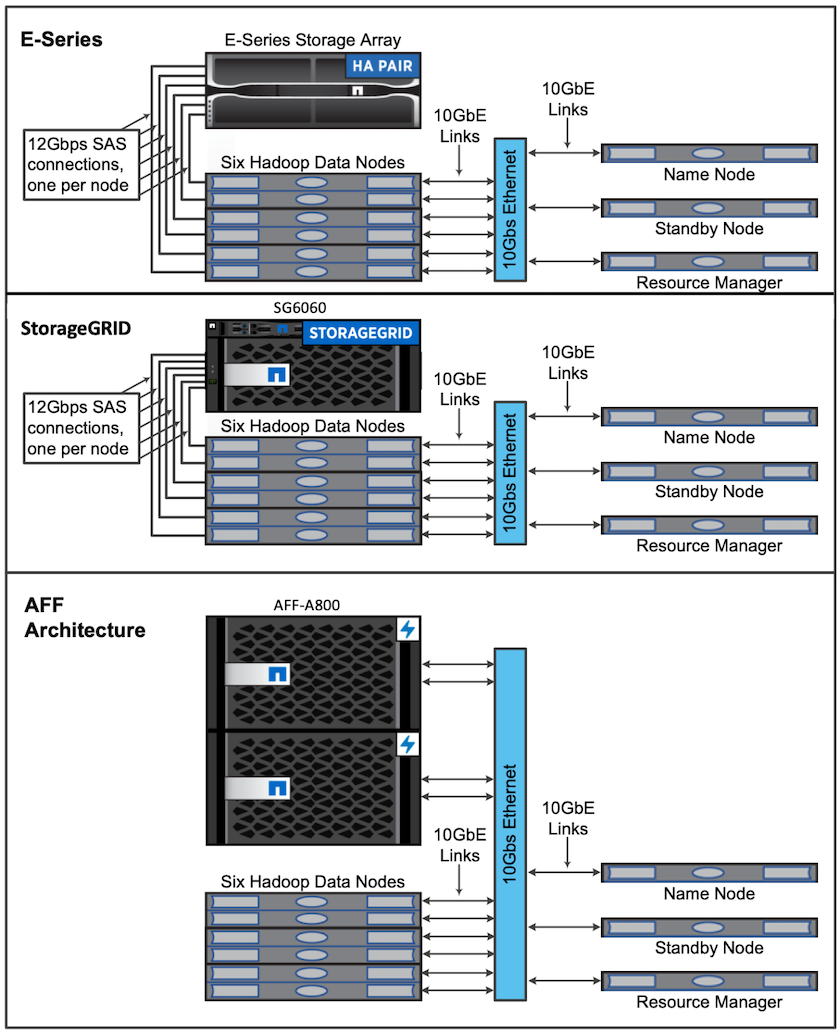 E-Series
E-Series Storage Array
HA PAIR
12Gbps SAS
connections,
one per node
Six Hadoop Data Nodes
10GbE
Links
10Gbs Ethernet
10GbE
Links
Name Node
Standby Node
Resource Manager
StorageGRID
SG6060
STORAGEGRID
12Gbps SAS
connections,
one per node
Six Hadoop Data Nodes
10GbE
Links
10Gbs Ethernet
10GbE
Links
Name Node
Standby Node
Resource Manager
AFF
Architecture
AFF-A800
Six Hadoop Data Nodes
10GbE
Links
10Gbs Ethernet
10GbE
Links
Name Node
Standby Node
Resource Manager